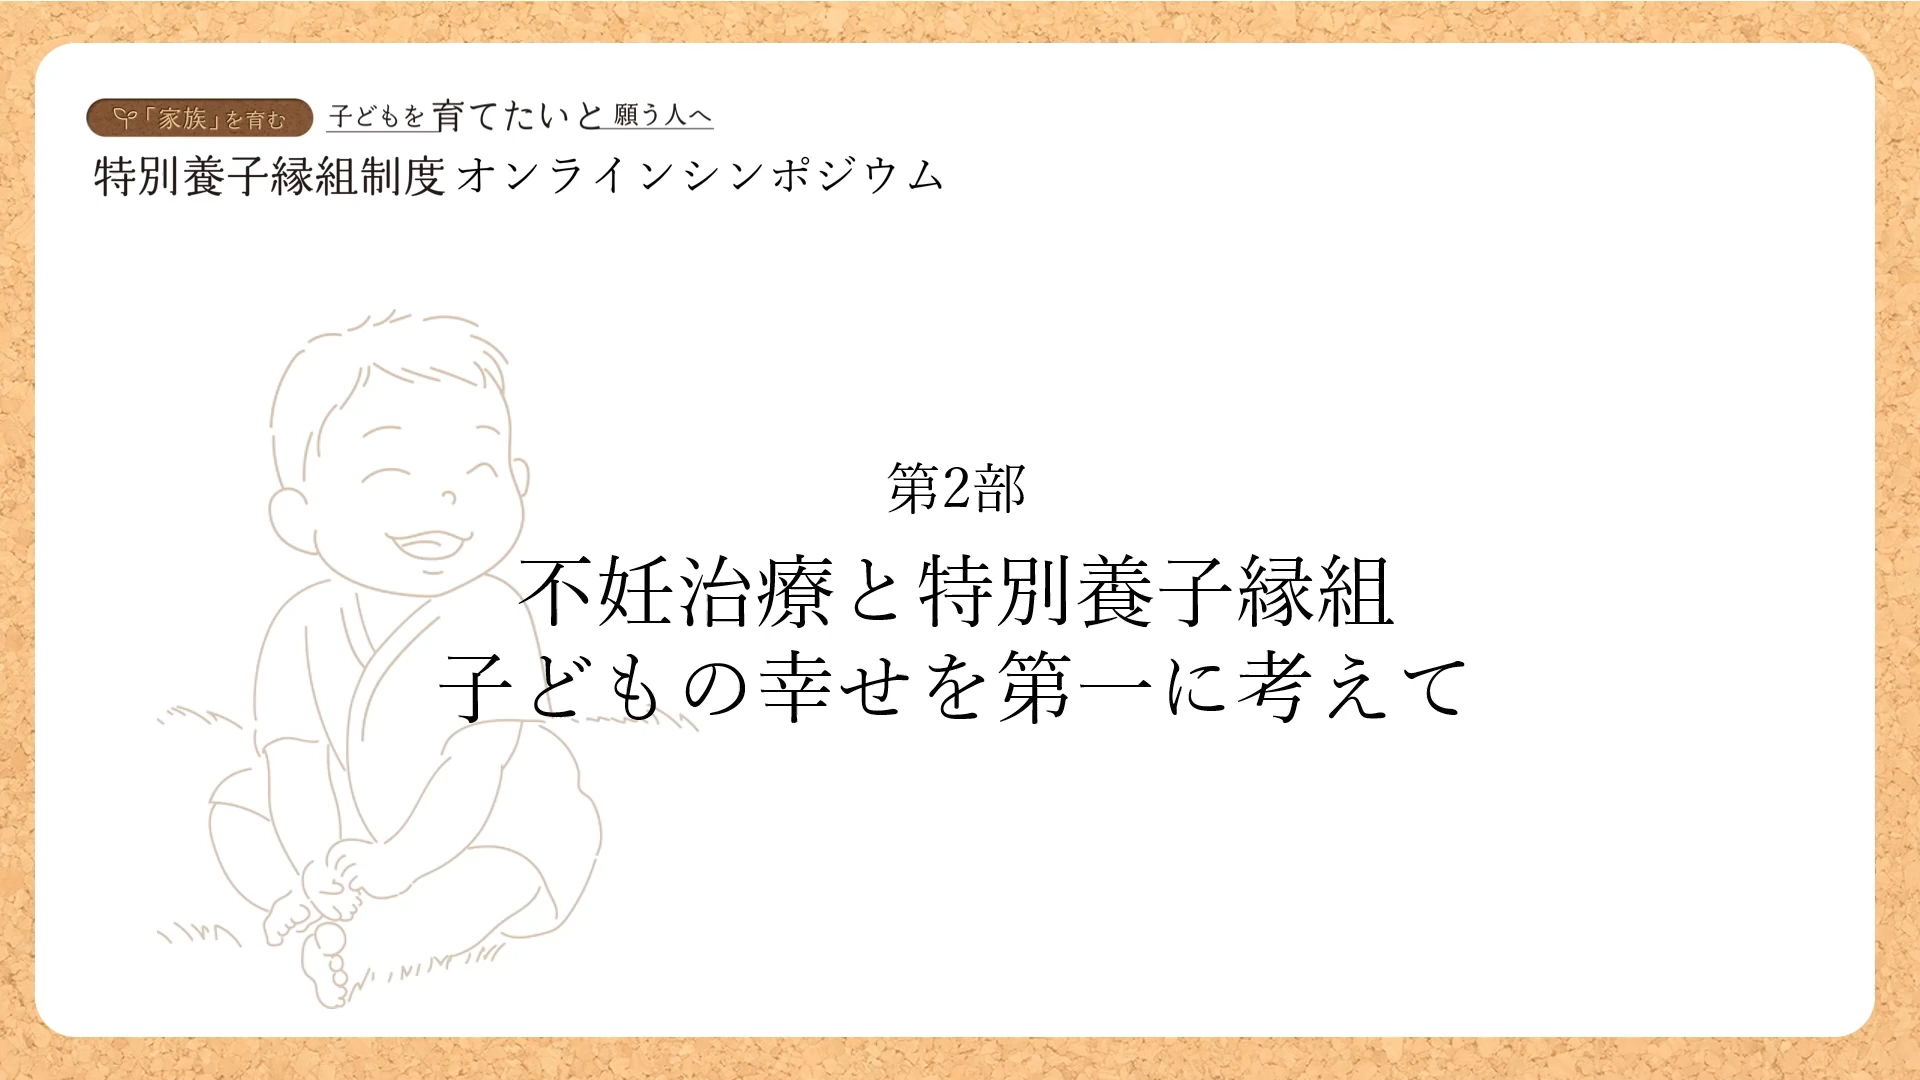 「家族」を育む 子どもを育てたいと願う人へ
特別養子縁組制度 オンラインシンポジウム
第2部
不妊治療と特別養子縁組
子どもの幸せを第一に考えて